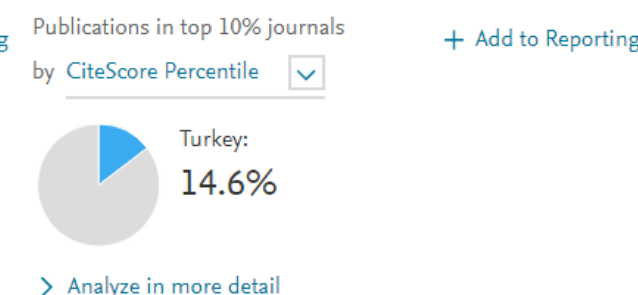 Publications in top 10% journals
+ Add to Reporting
by CiteScore Percentile
Turkey:
14.6%
Analyze in more detail